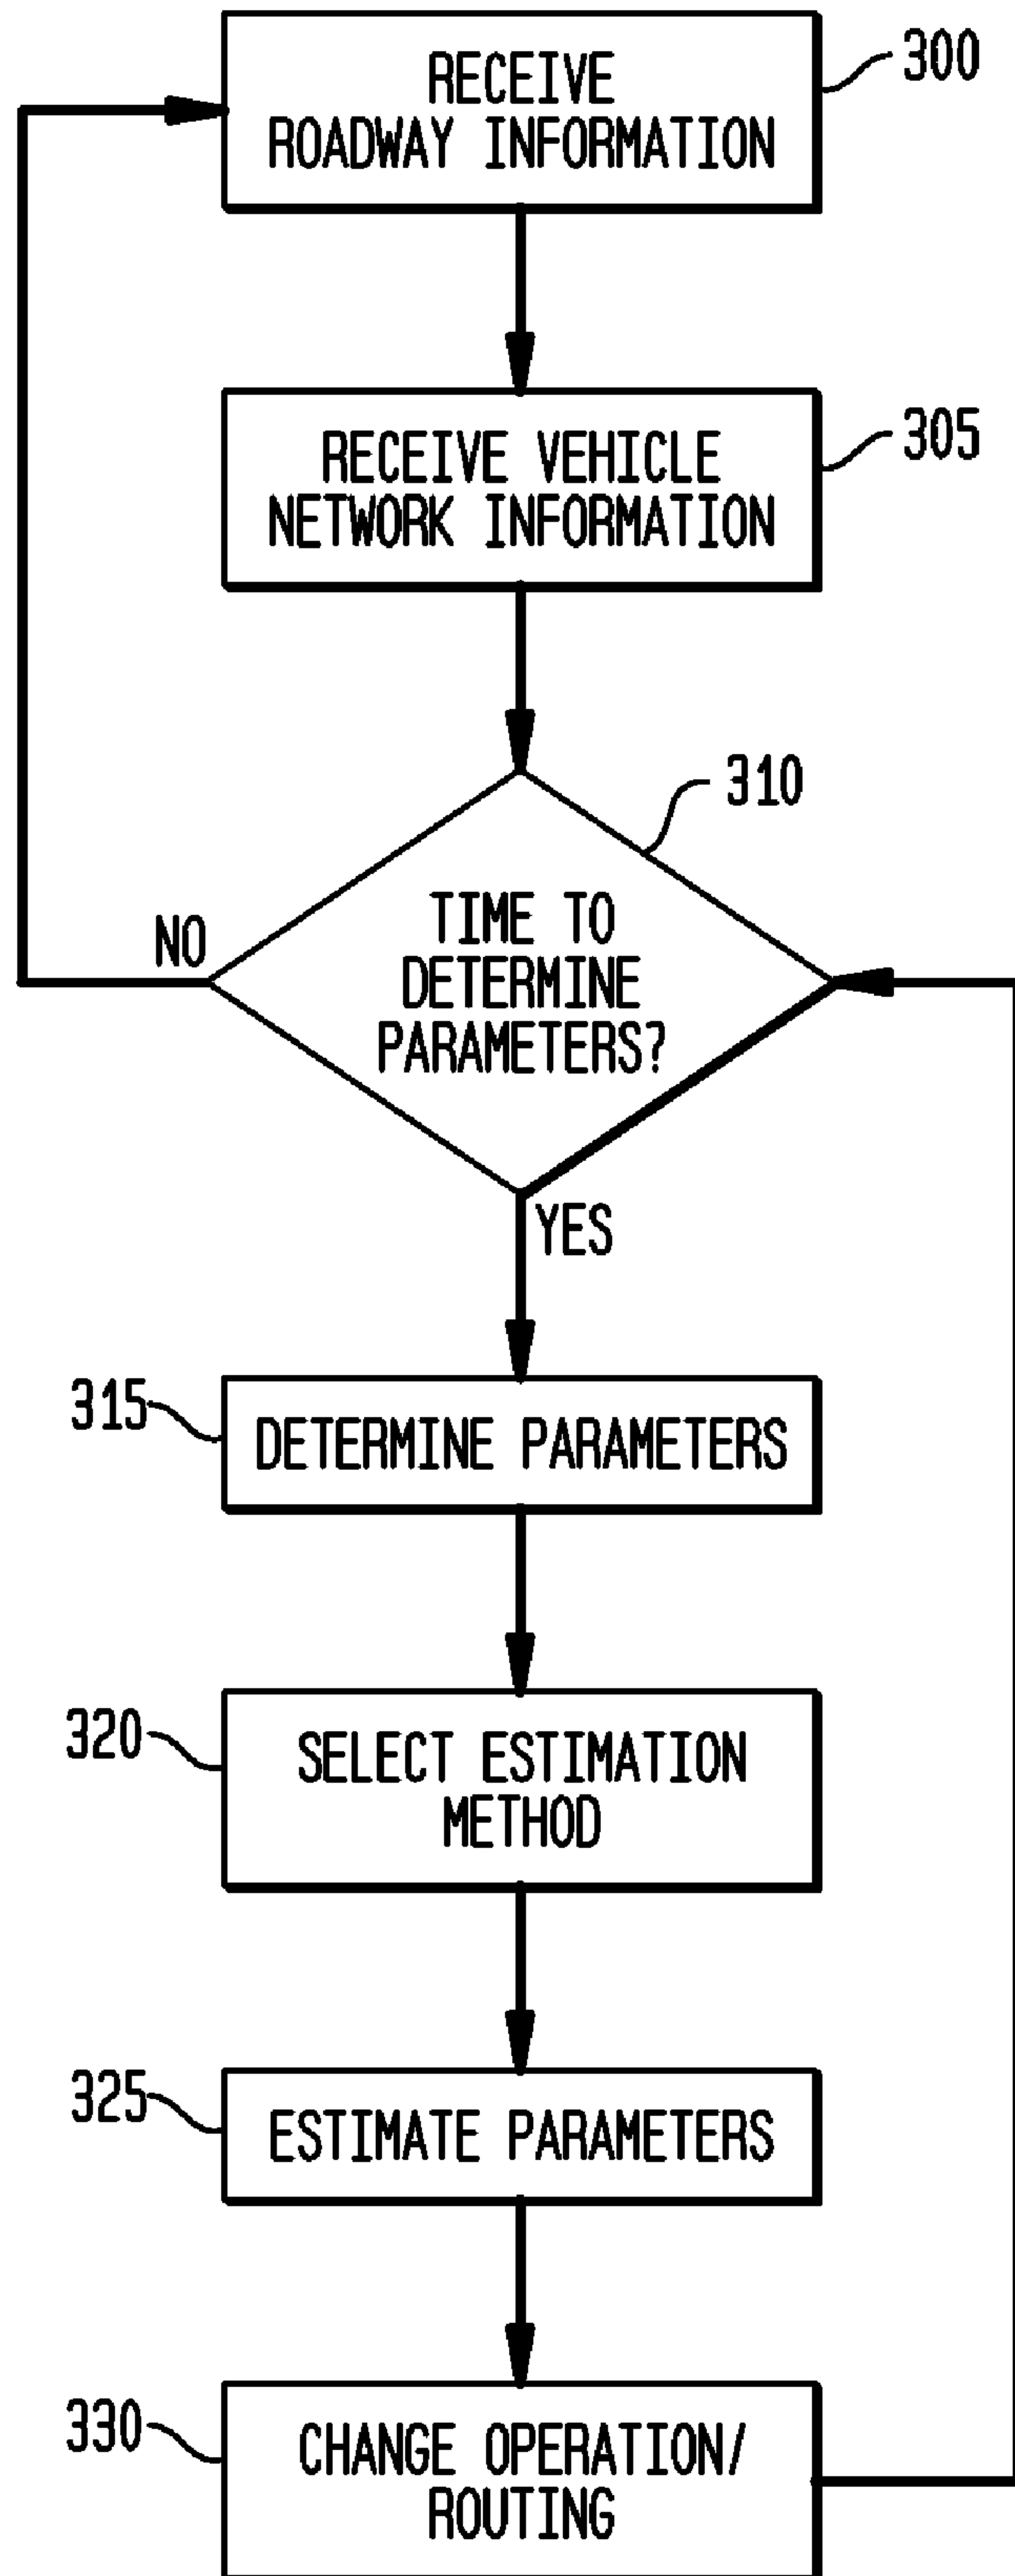 RECEIVE
ROADWAY INFORMATION
300
RECEIVE VEHICLE
NETWORK INFORMATION
305
310
TIME TO
DETERMINE
PARAMETERS?
NO
YES
315
DETERMINE PARAMETERS
320
SELECT ESTIMATION
METHOD
325
ESTIMATE PARAMETERS
330
CHANGE OPERATION/
ROUTING